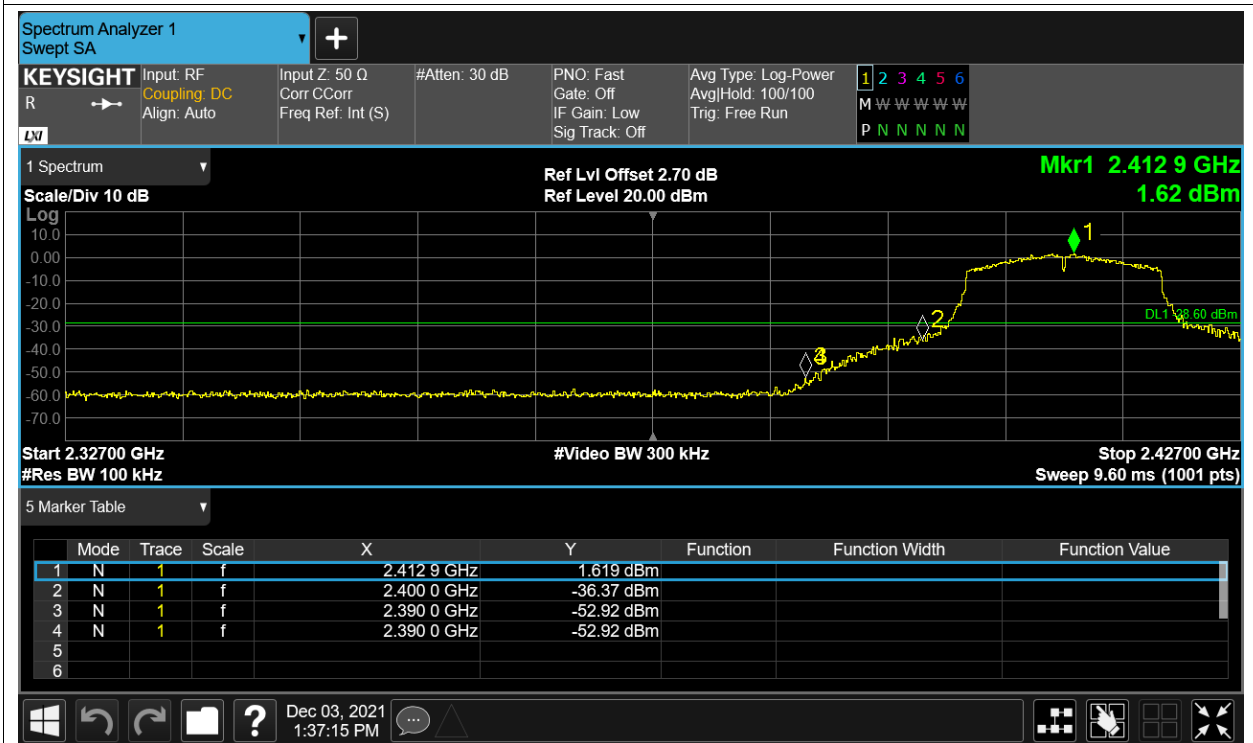 Spectrum Analyzer 1
Swept SA
+
KEYSIGHT
R
LXI
Input: RF
Coupling: DC
Align: Auto
Input Z: 50 Ω
Corr CCorr
Freq Ref: Int (S)
#Atten: 30 dB
PNO: Fast
Gate: Off
IF Gain: Low
Sig Track: Off
Avg Type: Log-Power
Avg|Hold: 100/100
Trig: Free Run
1 2 3 4 5 6
M W W W W W W
P N N N N N N
1 Spectrum
Scale/Div 10 dB
Ref Lvl Offset 2.70 dB
Ref Level 20.00 dBm
Mkr1 2.412 9 GHz
1.62 dBm
Log
10.0
0.00
-10.0
-20.0
-30.0
-40.0
-50.0
-60.0
-70.0
1
2
DL1 -28.60 dBm
Start 2.32700 GHz
#Video BW 300 kHz
Stop 2.42700 GHz
#Res BW 100 kHz
Sweep 9.60 ms (1001 pts)
5 Marker Table
Mode Trace Scale X Y Function Function Width Function Value
1 N 1 f 2.412 9 GHz 1.619 dBm
2 N 1 f 2.400 0 GHz -36.37 dBm
3 N 1 f 2.390 0 GHz -52.92 dBm
4 N 1 f 2.390 0 GHz -52.92 dBm
5
6
?
Dec 03, 2021
1:37:15 PM